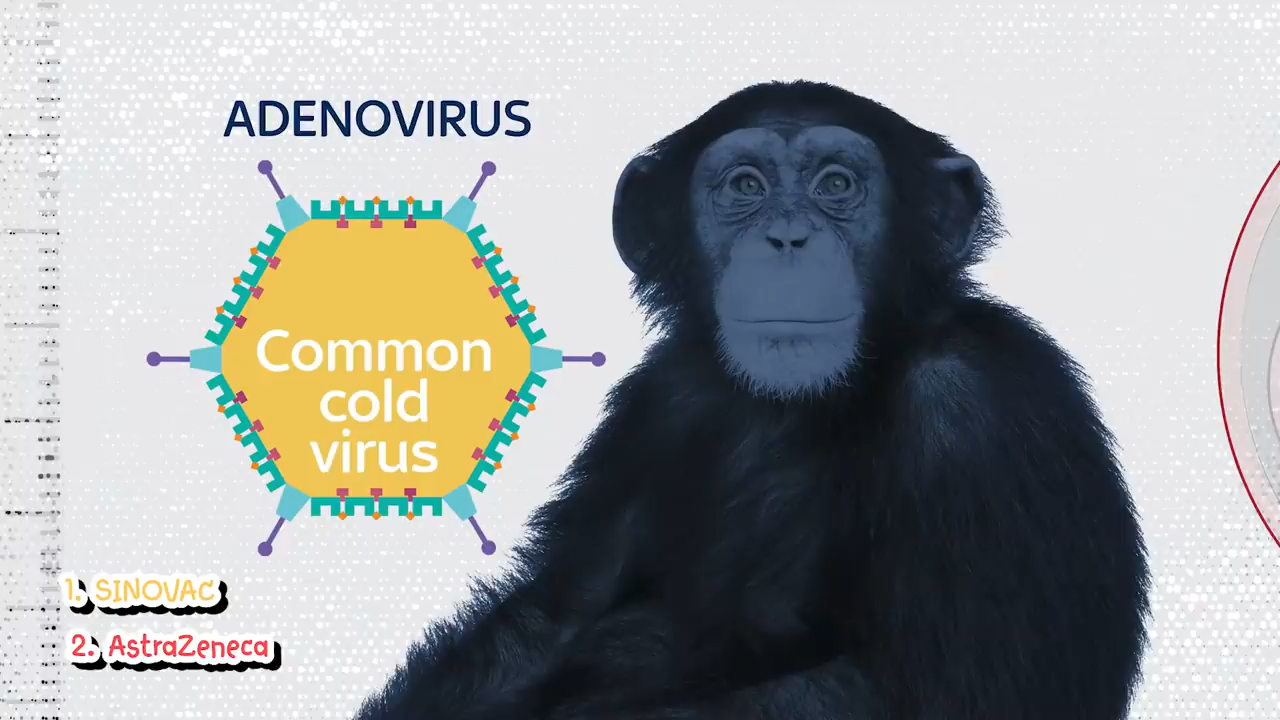 ADENOVIRUS
Common
cold
virus
1. SINOVAC
2. AstraZeneca